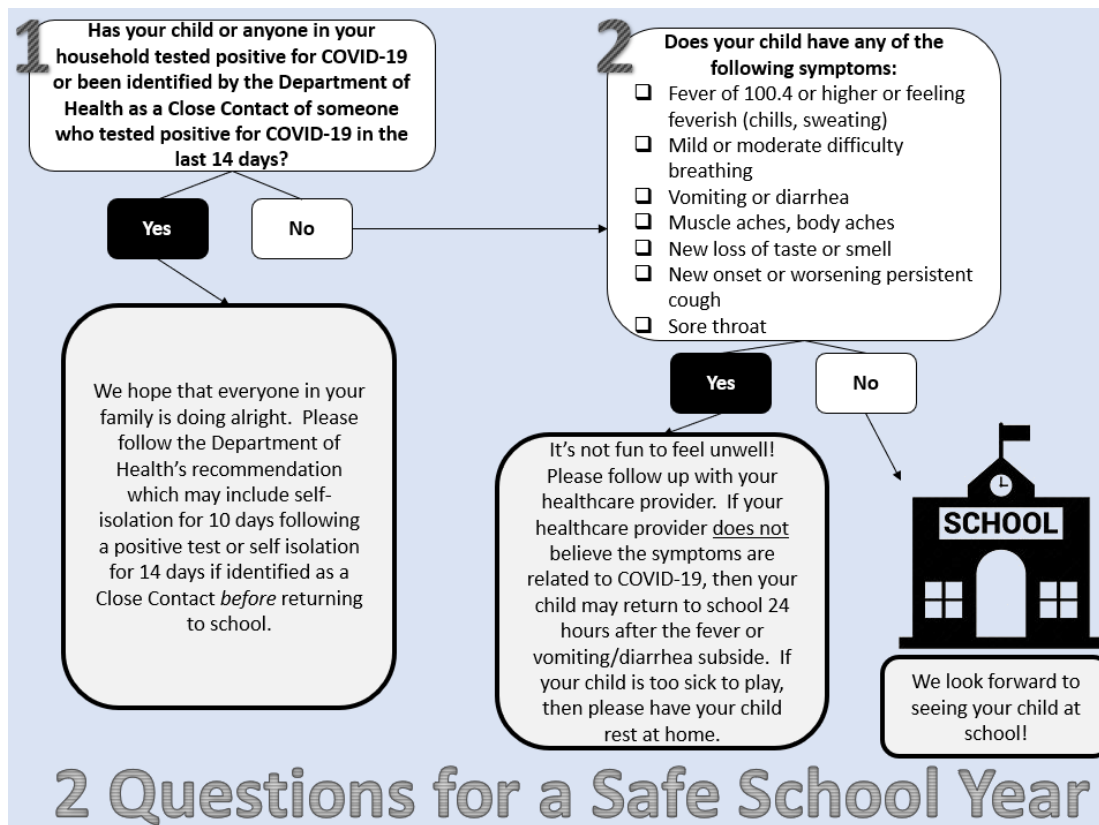 1
Has your child or anyone in your
household tested positive for COVID-19
or been identified by the Department of
Health as a Close Contact of someone
who tested positive for COVID-19 in the
last 14 days?
Yes
No
We hope that everyone in your
family is doing alright. Please
follow the Department of
Health's recommendation
which may include self-
isolation for 10 days following
a positive test or self isolation
for 14 days if identified as a
Close Contact before returning
to school.
2
Does your child have any of the
following symptoms:
❑ Fever of 100.4 or higher or feeling
feverish (chills, sweating)
❑ Mild or moderate difficulty
breathing
❑ Vomiting or diarrhea
❑ Muscle aches, body aches
❑ New loss of taste or smell
❑ New onset or worsening persistent
cough
❑ Sore throat
Yes
No
It's not fun to feel unwell!
Please follow up with your
healthcare provider. If your
healthcare provider does not
believe the symptoms are
related to COVID-19, then your
child may return to school 24
hours after the fever or
vomiting/diarrhea subside. If
your child is too sick to play,
then please have your child
rest at home.
SCHOOL
We look forward to
seeing your child at
school!
2 Questions for a Safe School Year